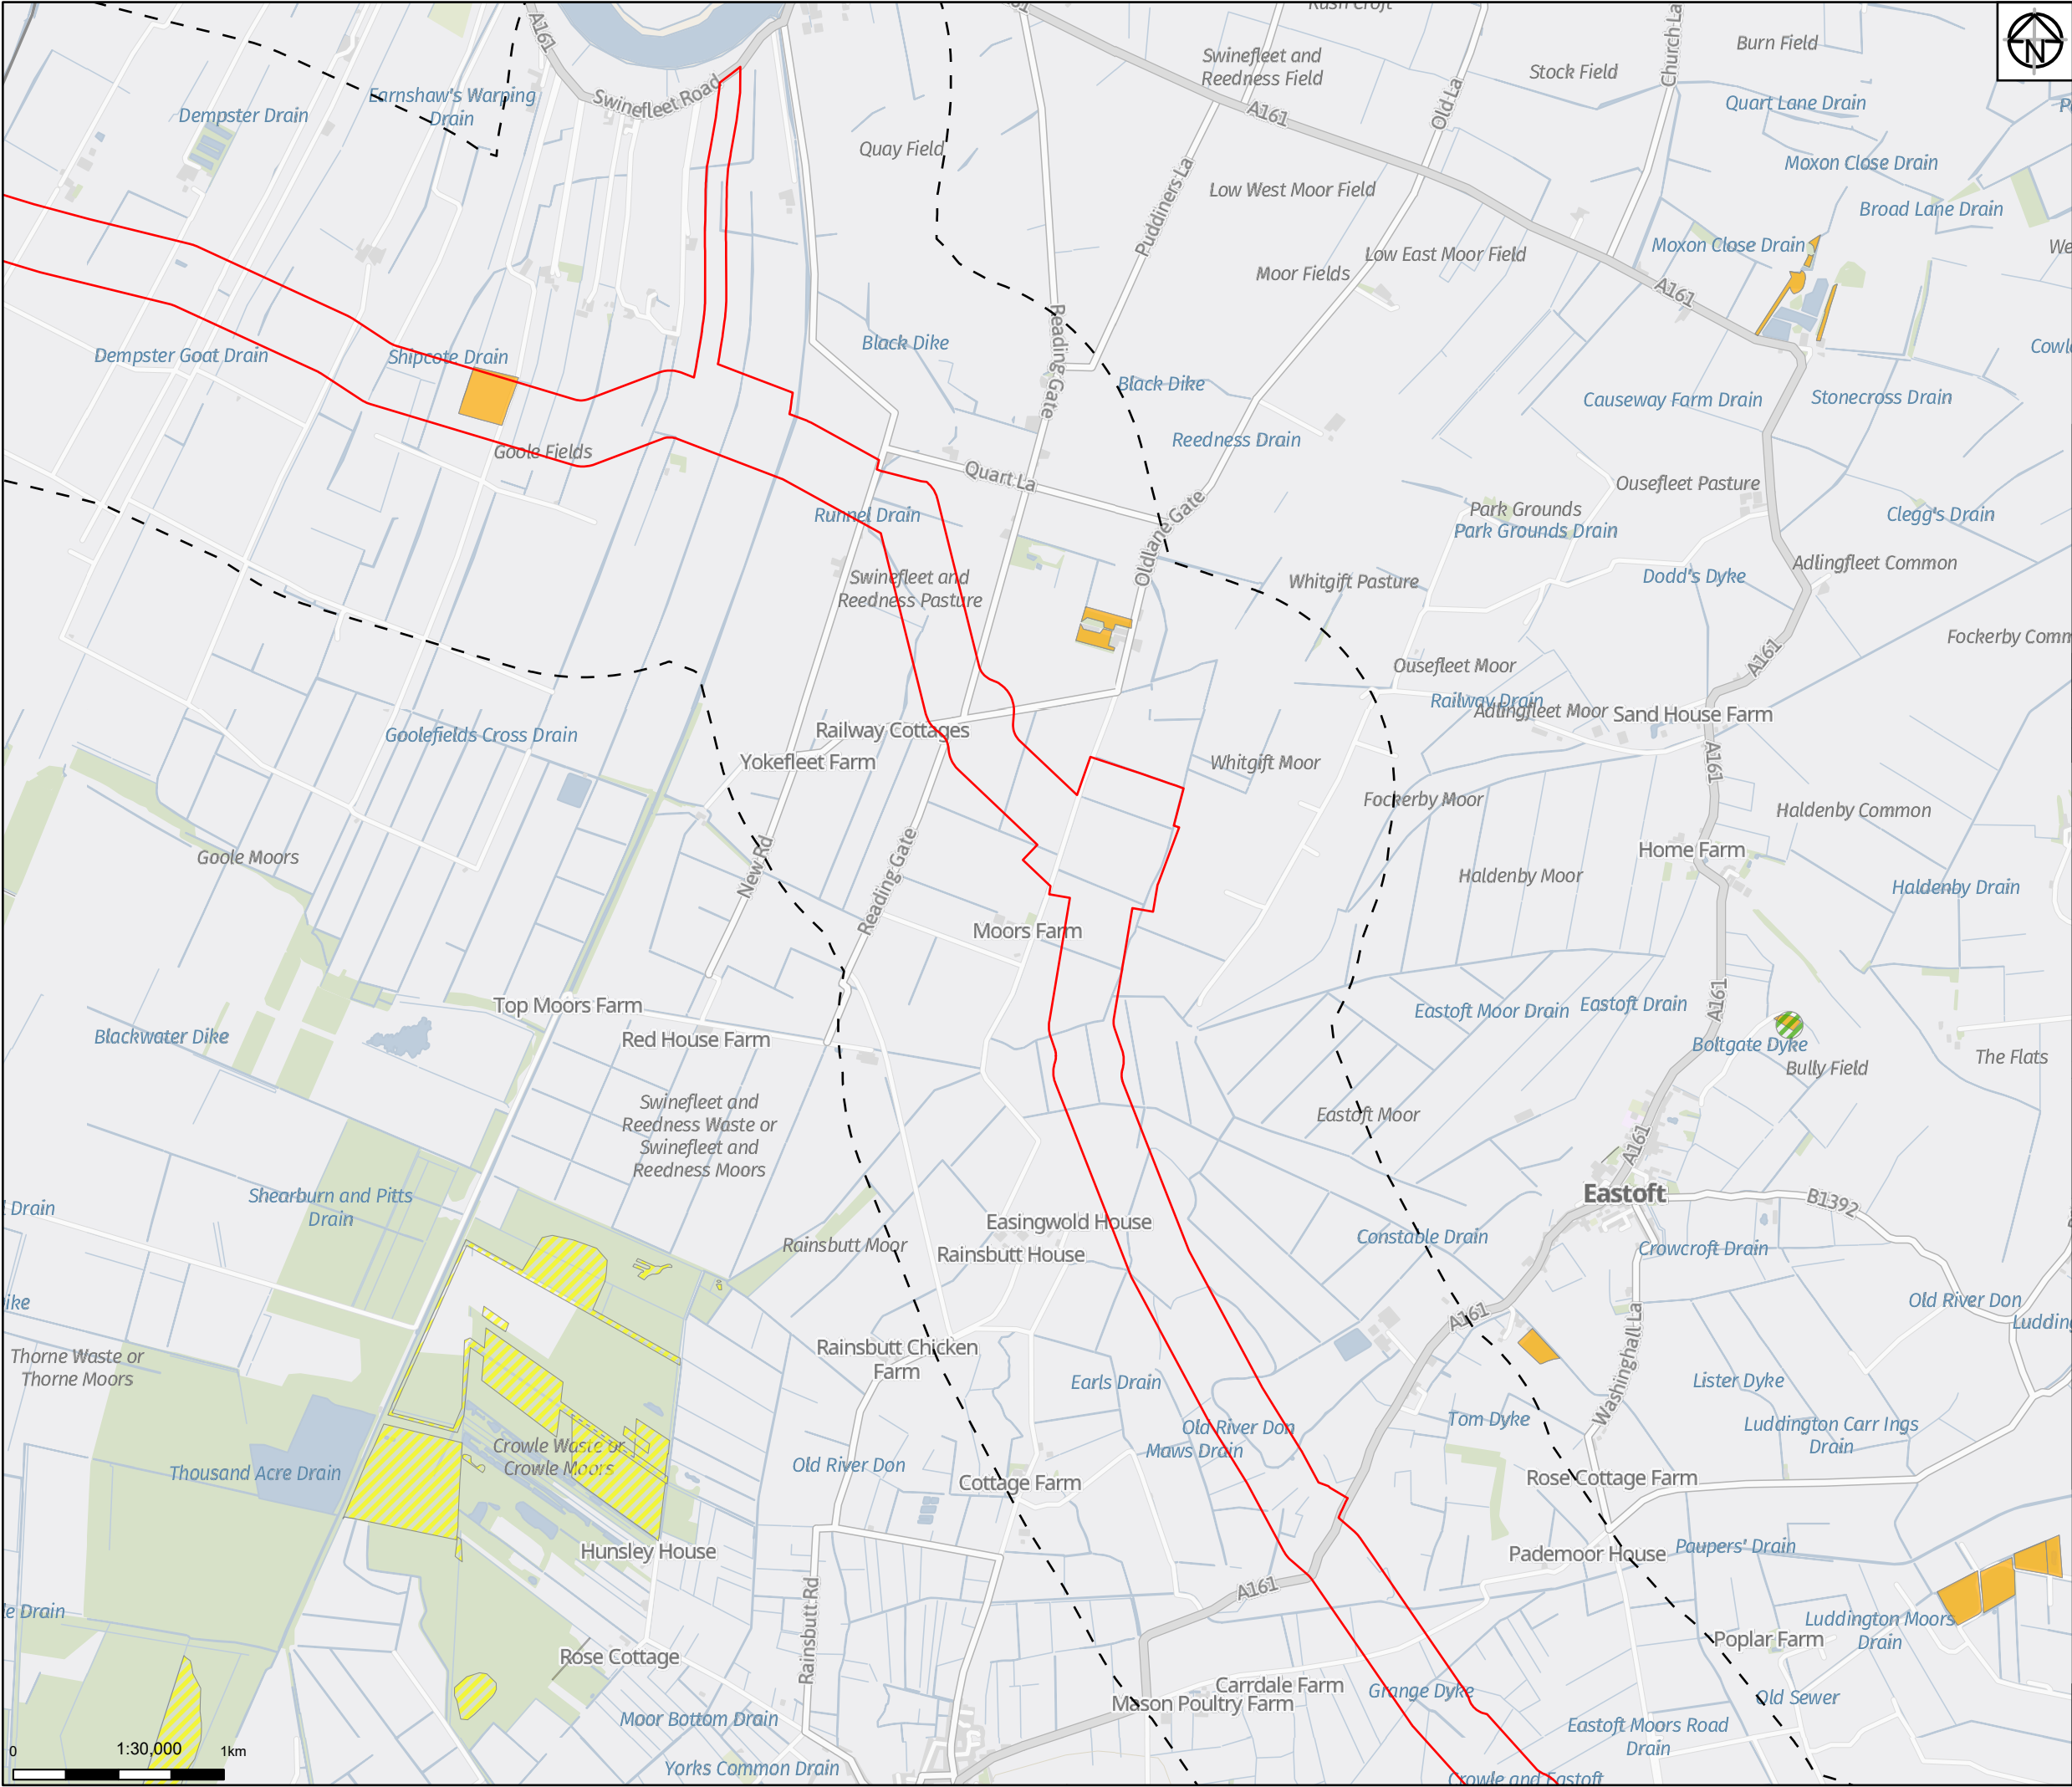 A161
Rush Croft
Church La
N
Burn Field
Swinefleet and
Reedness Field
Stock Field
Earnshaw's Warping
Drain
Swinefleet Road
Dempster Drain
Quart Lane Drain
A161
Old La
Quay Field
Moxon Close Drain
Puddiners La
Low West Moor Field
Broad Lane Drain
Moxon Close Drain
Low East Moor Field
Moor Fields
A161
Dempster Goat Drain
Shipcote Drain
Black Dike
Reading Gate
Black Dike
Causeway Farm Drain
Stonecross Drain
Goole Fields
Reedness Drain
Quart La
Ousefleet Pasture
Park Grounds
Park Grounds Drain
Runnel Drain
Oldlane Gate
Clegg's Drain
Adlingfleet Common
Swinefleet and
Reedness Pasture
Whitgift Pasture
Dodd's Dyke
Fockerby Comm
A161
Ousefleet Moor
Railway Drain
Adlingfleet Moor
Sand House Farm
Goolefields Cross Drain
Railway Cottages
Yokefleet Farm
Whitgift Moor
A161
Fockerby Moor
Haldenby Common
Goole Moors
New Rd
Reading Gate
Home Farm
Haldenby Moor
Haldenby Drain
Moors Farm
Top Moors Farm
Eastoft Moor Drain
Eastoft Drain
A161
Blackwater Dike
Red House Farm
Boltgate Dyke
Bully Field
The Flats
Swinefleet and
Reedness Waste or
Swinefleet and
Reedness Moors
Eastoft Moor
A161
Shearburn and Pitts
Drain
Drain
Eastoft
B1392
Easingwold House
Rainsbutt Moor
Rainsbutt House
Constable Drain
Crowcroft Drain
Old River Don
A161
Thorne Waste or
Thorne Moors
Rainsbutt Chicken
Farm
Washinghall La
Earls Drain
Lister Dyke
Old River Don
Maws Drain
Tom Dyke
Luddington Carr Ings
Drain
Crowle Waste or
Crowle Moors
Thousand Acre Drain
Old River Don
Cottage Farm
Rose Cottage Farm
Hunsley House
Pademoor House
Paupers' Drain
A161
Rainsbutt Rd
Drain
Luddington Moors
Drain
Poplar Farm
Rose Cottage
Carrdale Farm
Mason Poultry Farm
Grange Dyke
Old Sewer
Moor Bottom Drain
Eastoft Moors Road
Drain
Yorks Common Drain
Crowle and Eastoft
0 1:30,000 1km